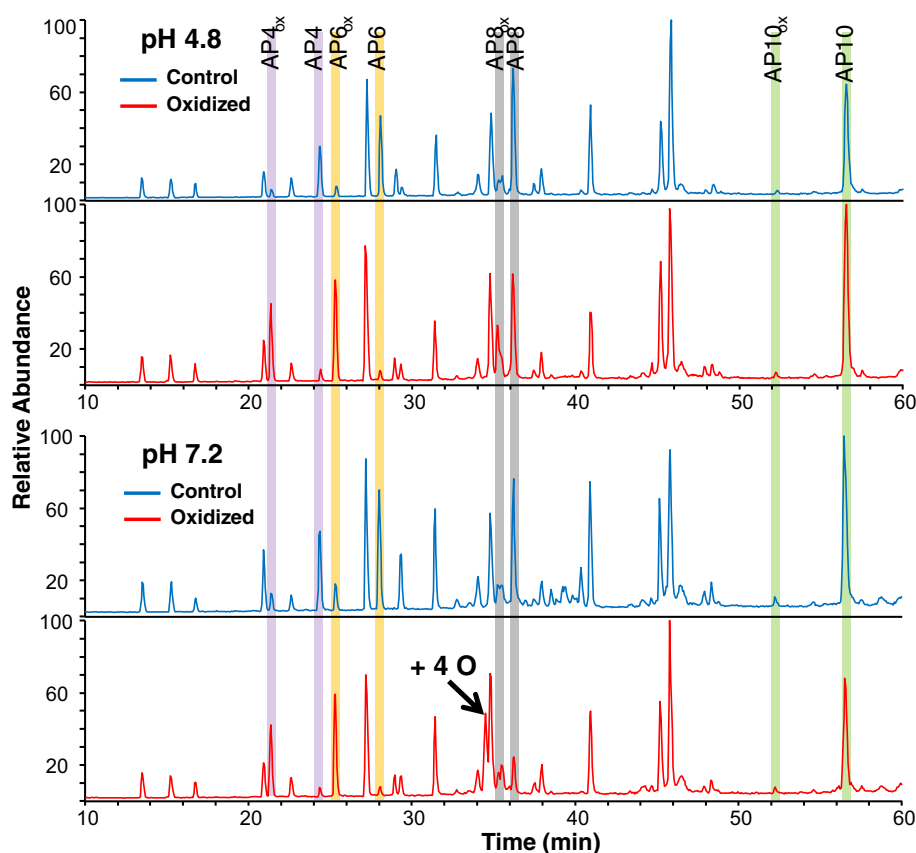 AP4ox AP4 AP6ox AP6 AP8ox AP8 AP10ox AP10
pH 4.8
Control
Oxidized
100
60
20
100
60
20
10 20 30 40 50 60
Relative Abundance
pH 7.2
Control
Oxidized
100
60
20
100
+ 4 O
60
20
10 20 30 40 50 60
Time (min)